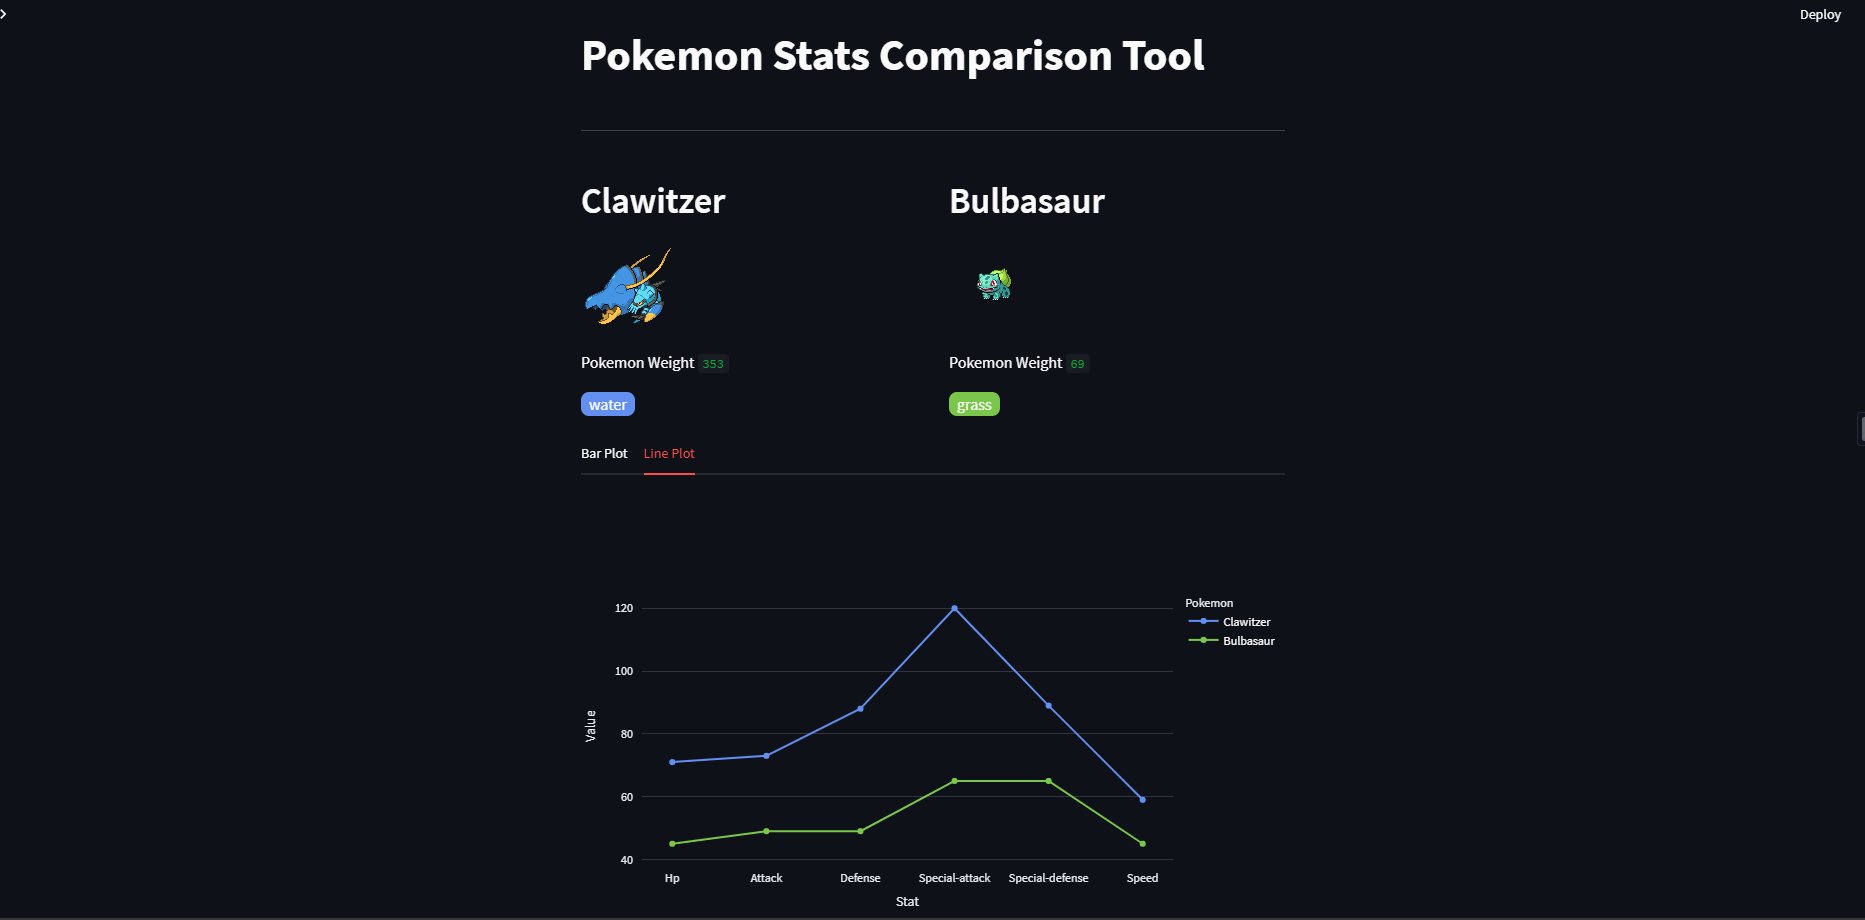 Deploy
Pokemon Stats Comparison Tool
Clawitzer
Bulbasaur
Pokemon Weight 353
Pokemon Weight 69
water
grass
Bar Plot Line Plot
Pokemon
Clawitzer
Bulbasaur
120
100
80
60
40
Value
Hp Attack Defense Special-attack Special-defense Speed
Stat